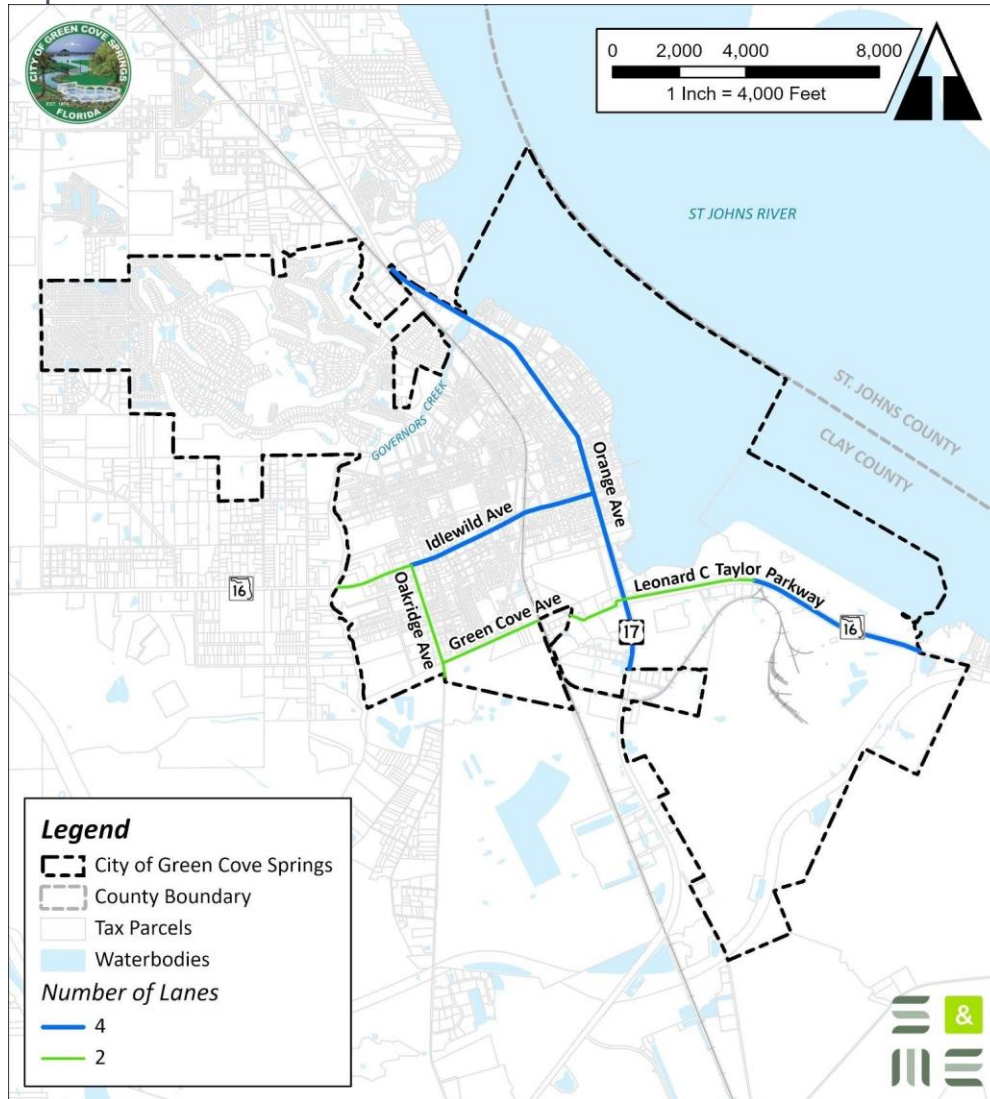 CITY OF GREEN COVE SPRINGS
EST. 1874
FLORIDA
0 2,000 4,000 8,000
1 Inch = 4,000 Feet
ST JOHNS RIVER
ST. JOHNS COUNTY
CLAY COUNTY
GOVERNORS CREEK
Orange Ave
Idlewild Ave
Oakridge Ave
Green Cove Ave
Leonard C Taylor Parkway
16
16
17
Legend
City of Green Cove Springs
County Boundary
Tax Parcels
Waterbodies
Number of Lanes
4
2
S &
M E